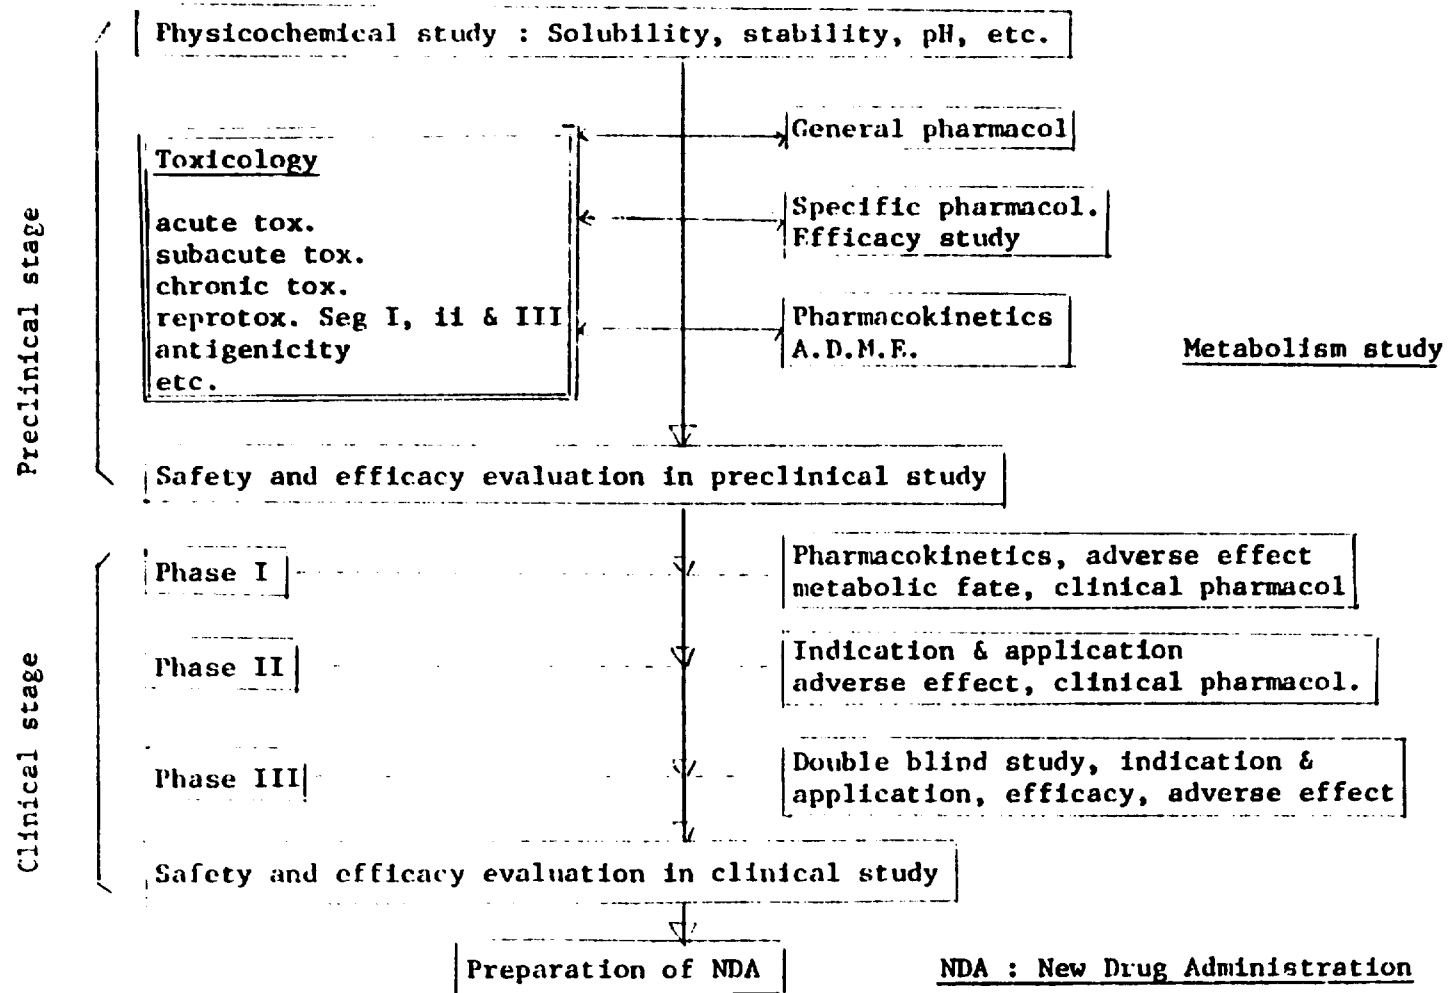 Physicochemical study : Solubility, stability, pH, etc.
General pharmacol
Toxicology
acute tox.
subacute tox.
chronic tox.
reprotox. Seg I, ii & III
antigenicity
etc.
Specific pharmacol.
Efficacy study
Pharmacokinetics
A.D.M.E.
Metabolism study
Preclinical stage
Safety and efficacy evaluation in preclinical study
Phase I
Pharmacokinetics, adverse effect
metabolic fate, clinical pharmacol
Phase II
Indication & application
adverse effect, clinical pharmacol.
Phase III
Double blind study, indication &
application, efficacy, adverse effect
Clinical stage
Safety and efficacy evaluation in clinical study
Preparation of NDA
NDA : New Drug Administration